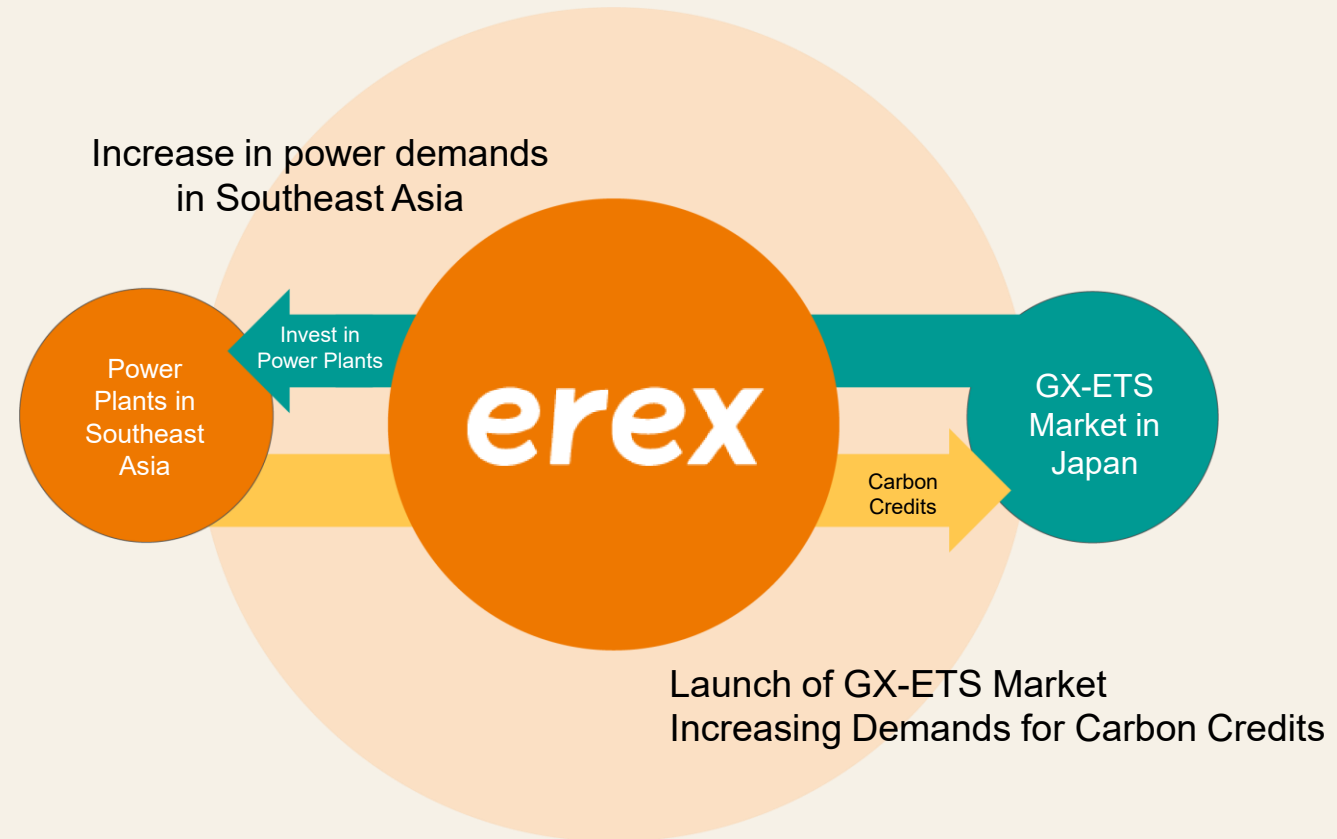 Increase in power demands
in Southeast Asia
Invest in
Power Plants
Power
Plants in
Southeast
Asia
erex
GX-ETS
Market in
Japan
Carbon
Credits
Launch of GX-ETS Market
Increasing Demands for Carbon Credits